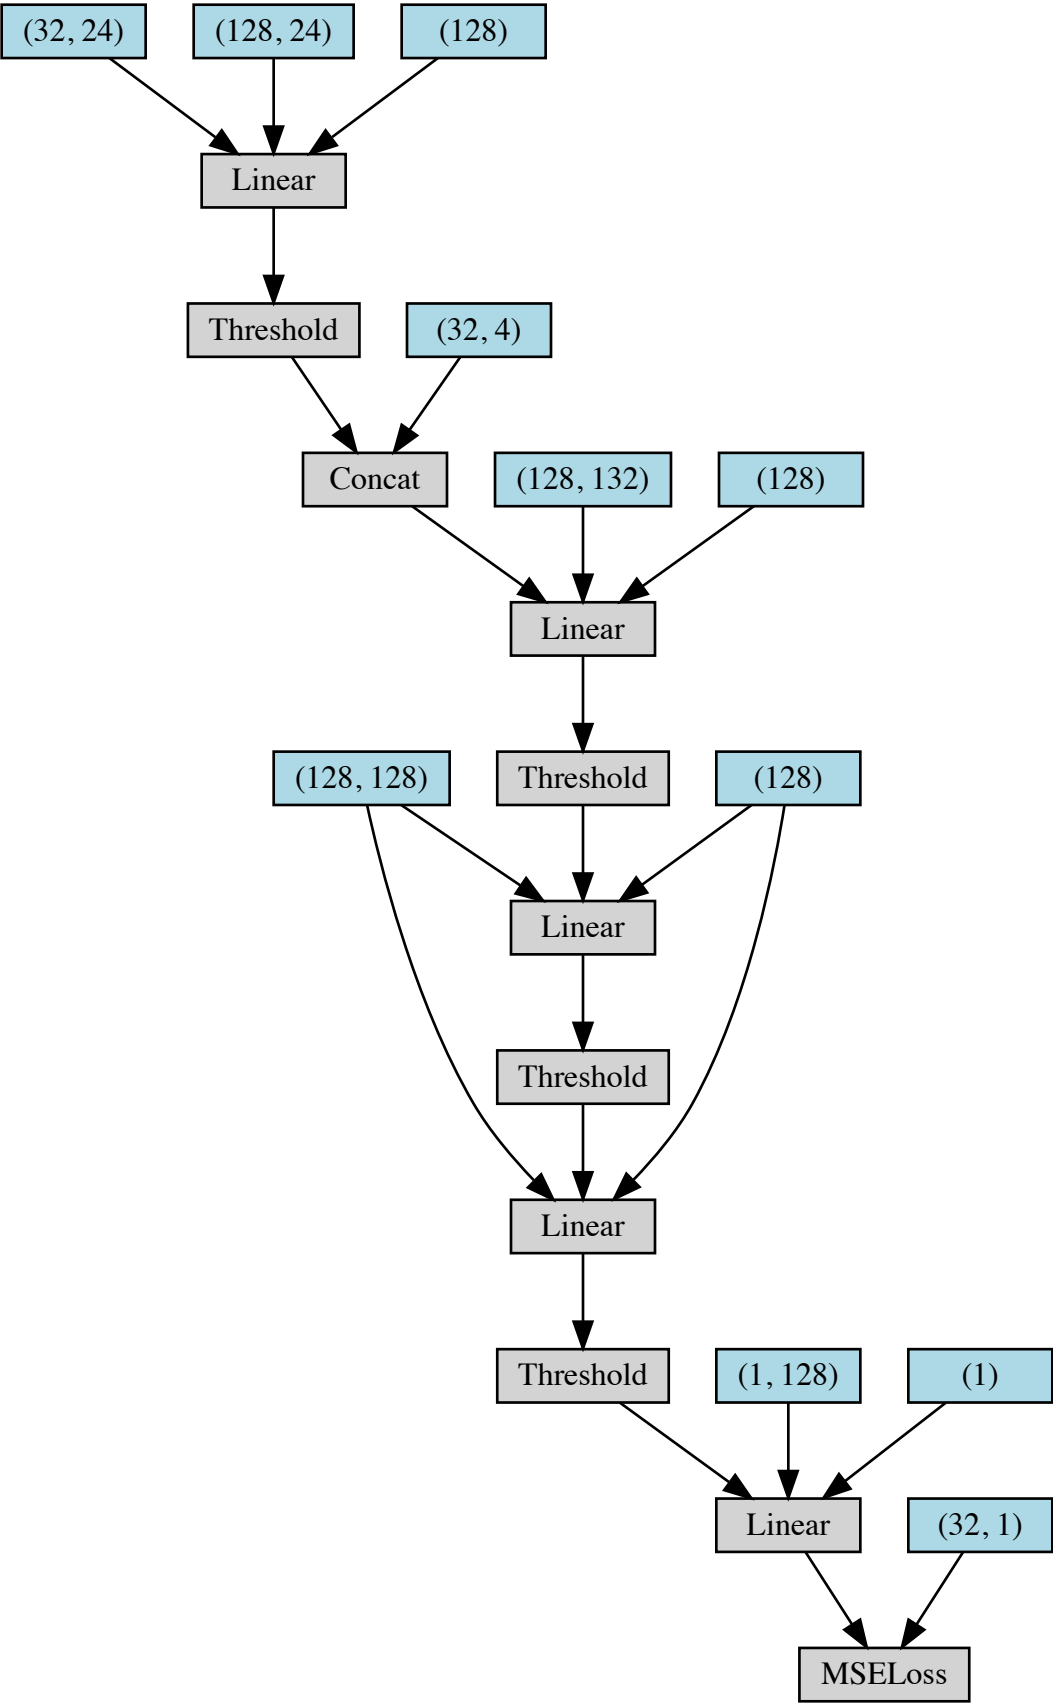 (32, 24) (128, 24) (128)
Linear
Threshold (32, 4)
Concat (128, 132) (128)
Linear
(128, 128) Threshold (128)
Linear
Threshold
Linear
Threshold (1, 128) (1)
Linear (32, 1)
MSELoss